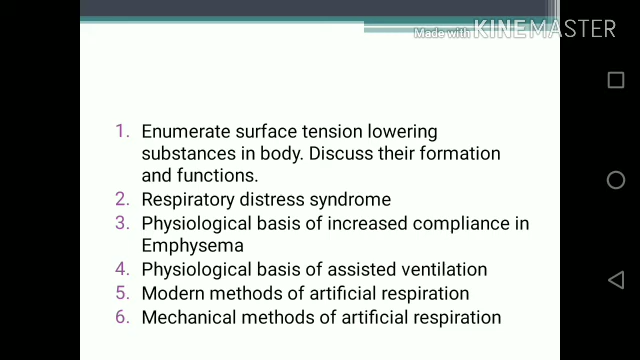 Made with KINEMASTER
1. Enumerate surface tension lowering
substances in body. Discuss their formation
and functions.
2. Respiratory distress syndrome
3. Physiological basis of increased compliance in
Emphysema
4. Physiological basis of assisted ventilation
5. Modern methods of artificial respiration
6. Mechanical methods of artificial respiration